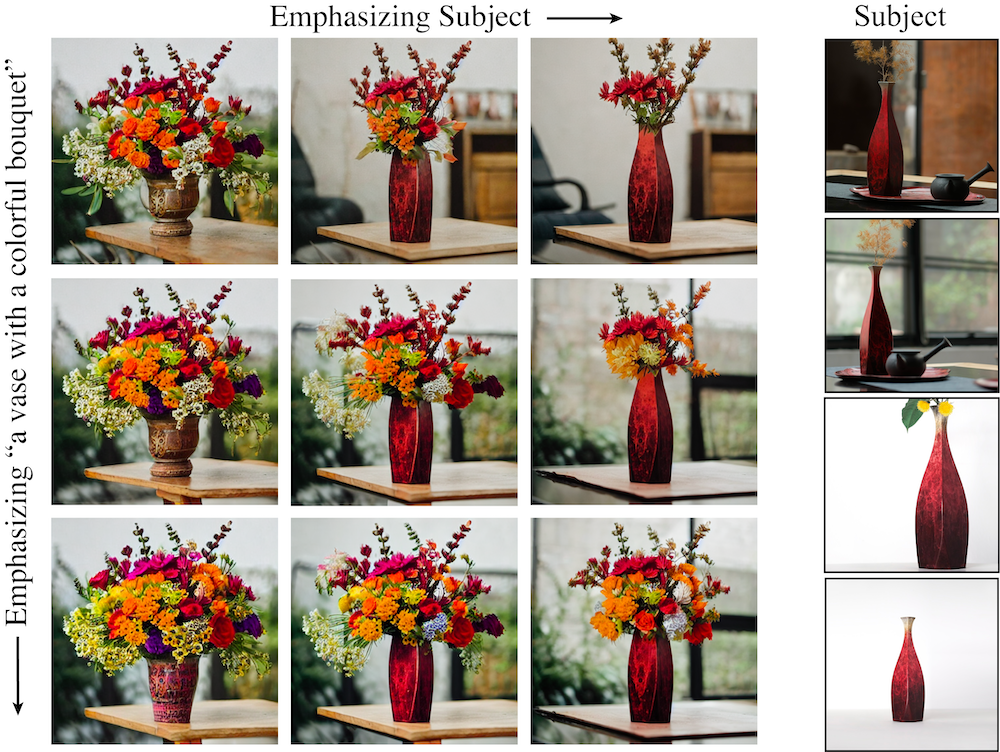 Emphasizing Subject
Subject
Emphasizing “a vase with a colorful bouquet”